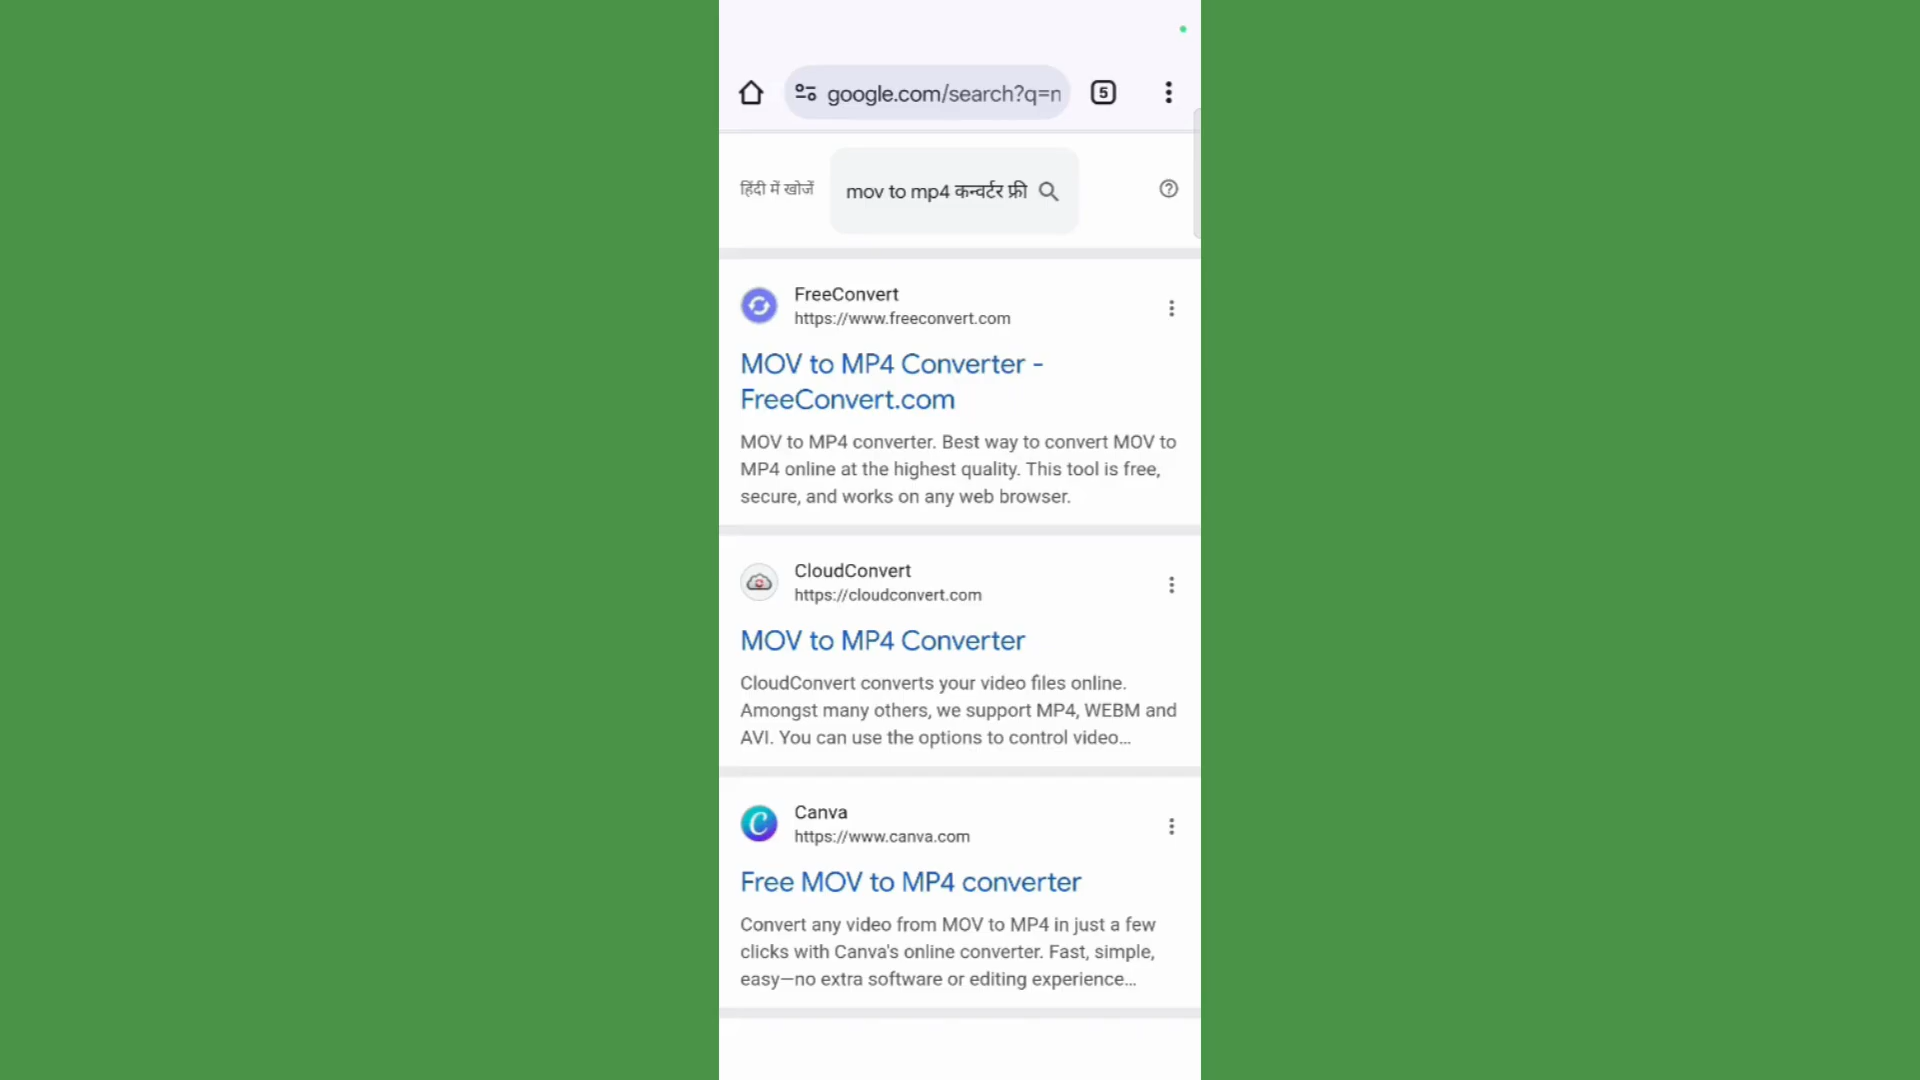 google.com/search?q=n
5
हिंदी में खोजें
mov to mp4 कन्वर्टर फ्री
FreeConvert
https://www.freeconvert.com
MOV to MP4 Converter -
FreeConvert.com
MOV to MP4 converter. Best way to convert MOV to
MP4 online at the highest quality. This tool is free,
secure, and works on any web browser.
CloudConvert
https://cloudconvert.com
MOV to MP4 Converter
CloudConvert converts your video files online.
Amongst many others, we support MP4, WEBM and
AVI. You can use the options to control video...
Canva
https://www.canva.com
Free MOV to MP4 converter
Convert any video from MOV to MP4 in just a few
clicks with Canva's online converter. Fast, simple,
easy—no extra software or editing experience...